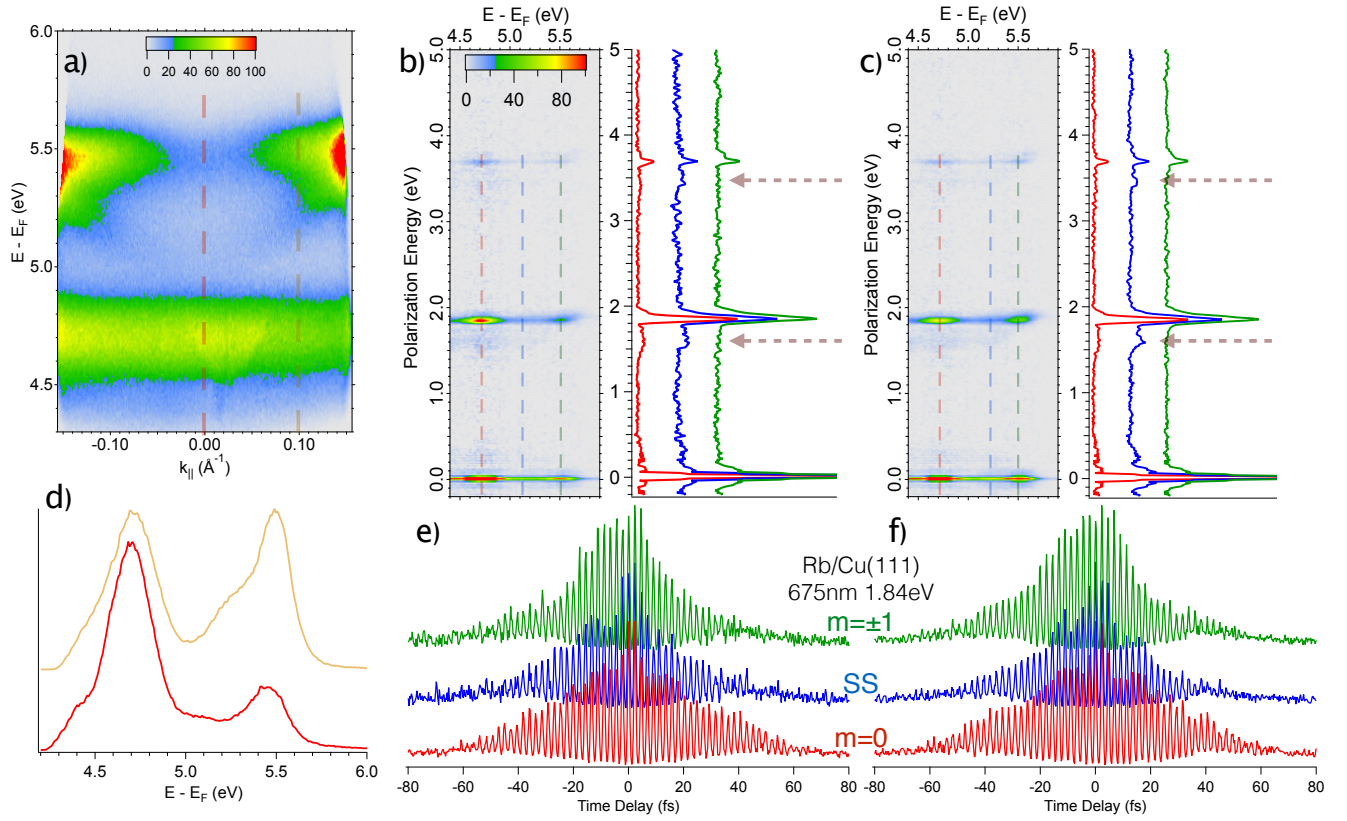 a)
0 20 40 60 80 100
6.0
5.5
5.0
4.5
E - E_F (eV)
-0.10 0.00 0.10
k_|| (Å⁻¹)
b)
E - E_F (eV)
4.5 5.0 5.5
0 40 80
5.0
4.0
3.0
2.0
1.0
0.0
Polarization Energy (eV)
5
4
3
2
1
0
c)
E - E_F (eV)
4.5 5.0 5.5
5.0
4.0
3.0
2.0
1.0
0.0
Polarization Energy (eV)
5
4
3
2
1
0
d)
4.5 5.0 5.5 6.0
E - E_F (eV)
e)
f)
Rb/Cu(111)
675nm 1.84eV
m=±1
SS
m=0
-80 -60 -40 -20 0 20 40 60 80
Time Delay (fs)
-80 -60 -40 -20 0 20 40 60 80
Time Delay (fs)